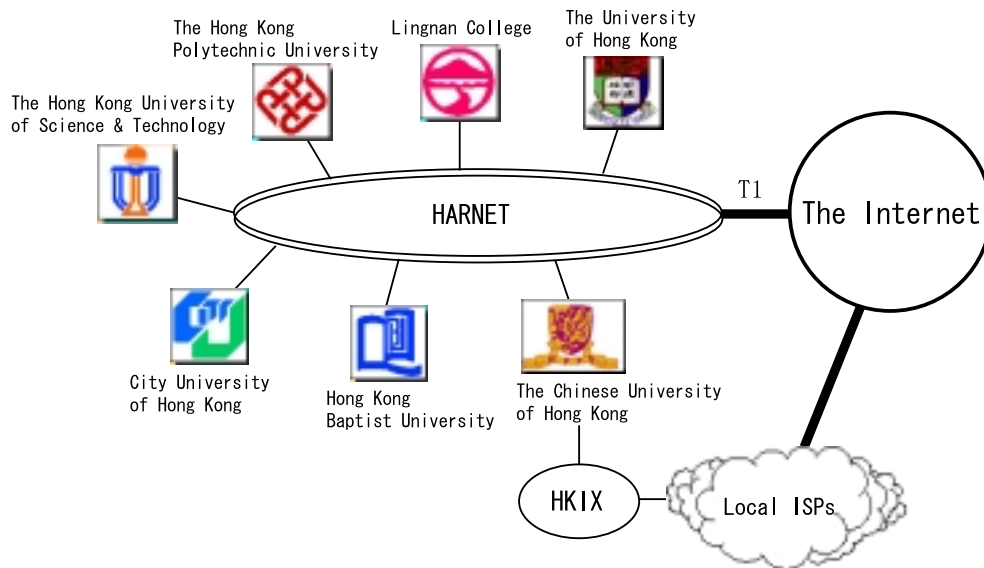 The Hong Kong
Polytechnic University
Lingnan College
The University
of Hong Kong
The Hong Kong University
of Science & Technology
T1
HARNET
The Internet
City University
of Hong Kong
Hong Kong
Baptist University
The Chinese University
of Hong Kong
HKIX
Local ISPs